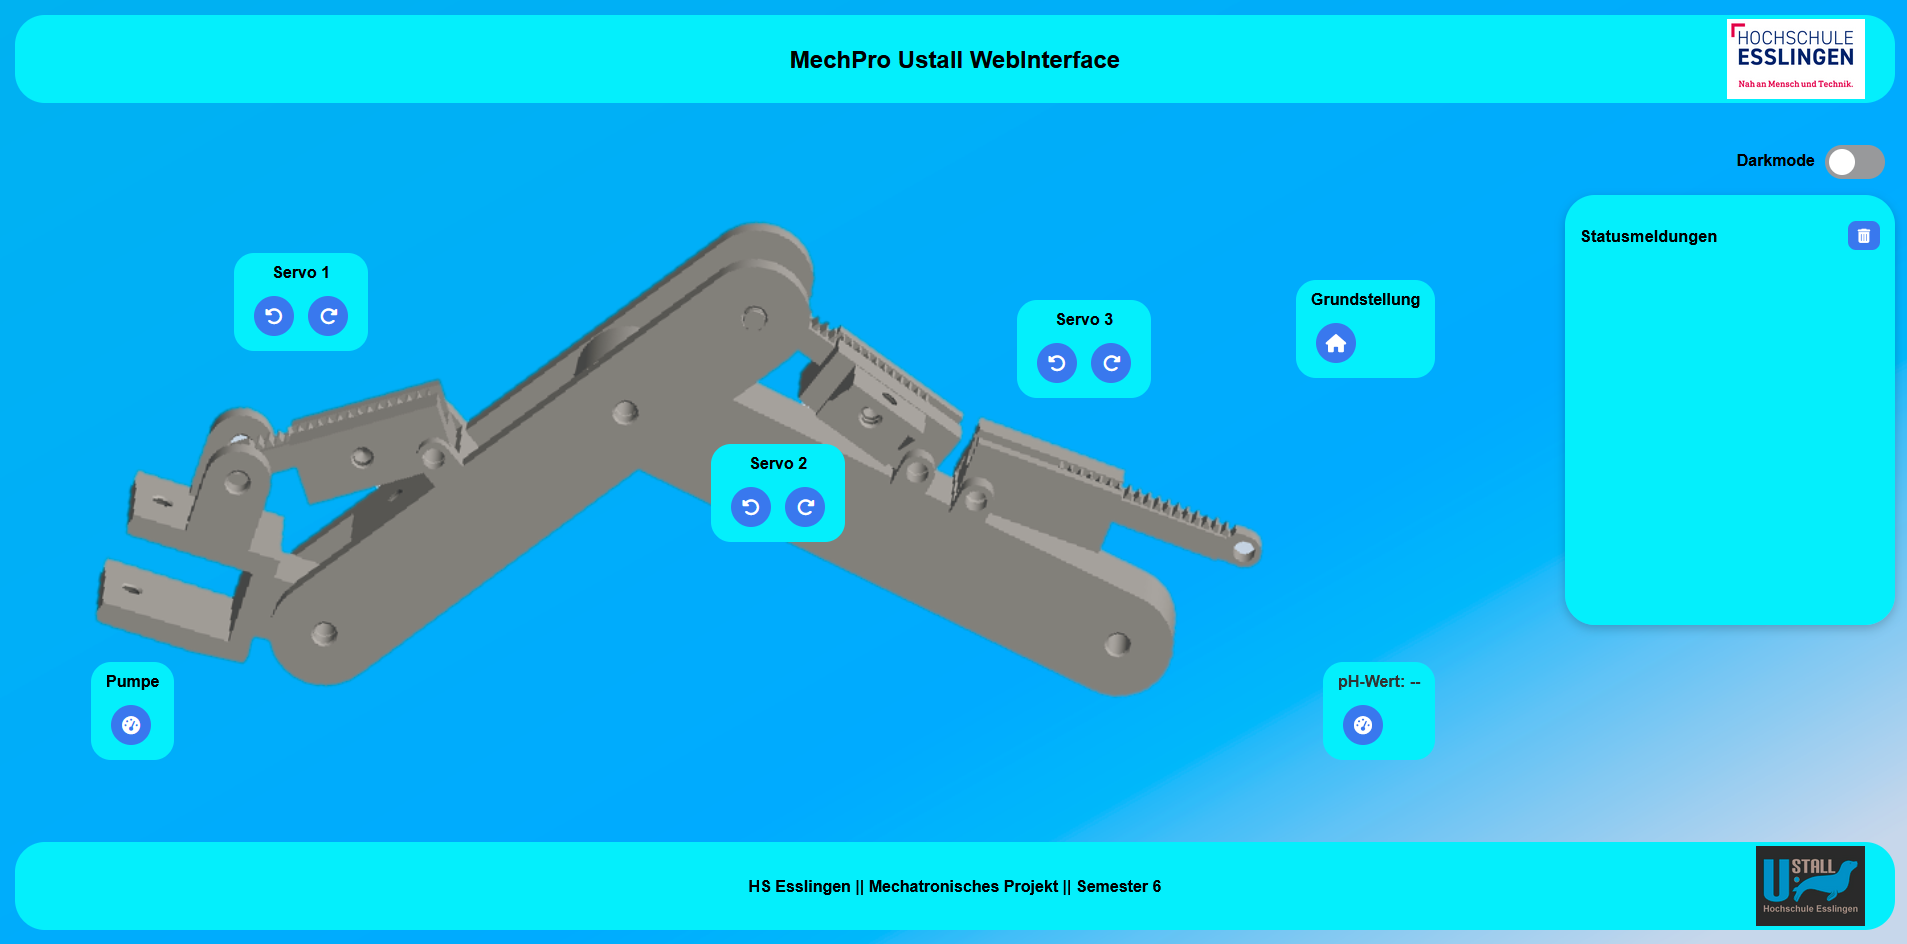 MechPro Ustall WebInterface
HOCHSCHULE
ESSLINGEN
Nah an Mensch und Technik.
Darkmode
Statusmeldungen
Servo 1
Servo 3
Grundstellung
Servo 2
Pumpe
pH-Wert: --
HS Esslingen || Mechatronisches Projekt || Semester 6
U:STALL
Hochschule Esslingen